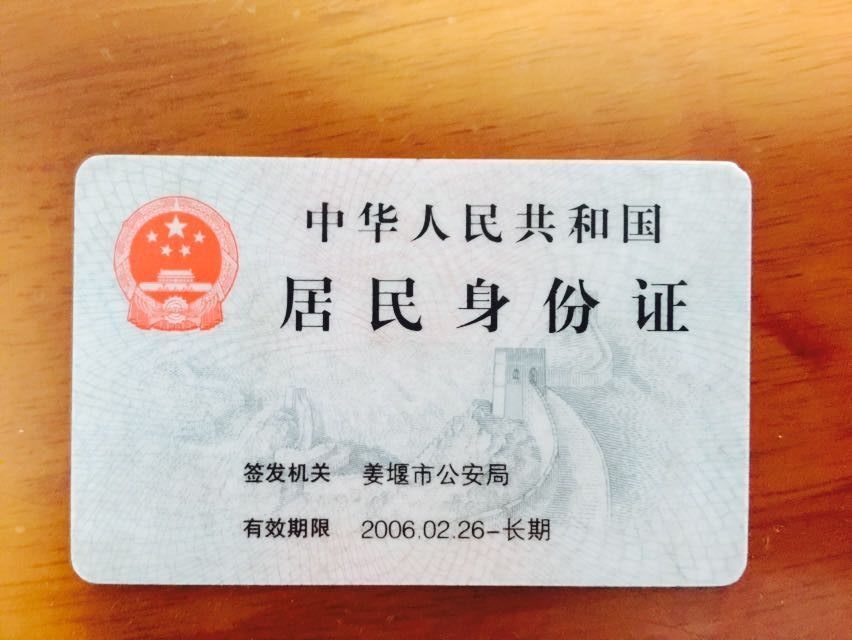 中华人民共和国
居民身份证
签发机关 姜堰市公安局
有效期限 2006.02.26-长期